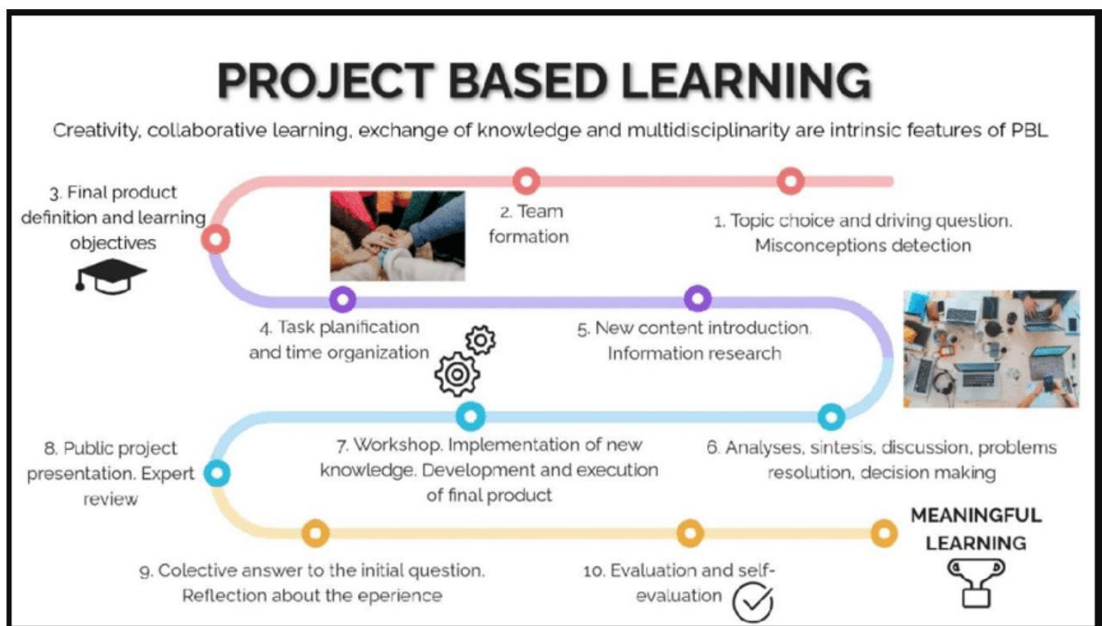 PROJECT BASED LEARNING
Creativity, collaborative learning, exchange of knowledge and multidisciplinarity are intrinsic features of PBL
1. Topic choice and driving question.
Misconceptions detection
2. Team
formation
3. Final product
definition and learning
objectives
4. Task planification
and time organization
5. New content introduction.
Information research
6. Analyses, sintesis, discussion, problems
resolution, decision making
7. Workshop. Implementation of new
knowledge. Development and execution
of final product
8. Public project
presentation. Expert
review
9. Colective answer to the initial question.
Reflection about the eperience
10. Evaluation and self-
evaluation
MEANINGFUL
LEARNING